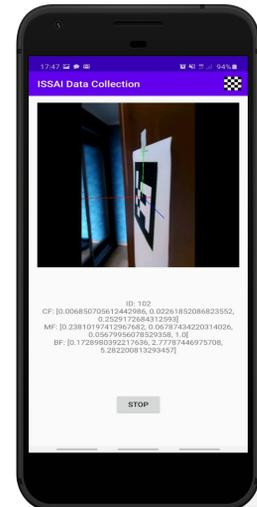 17:47 94%
ISSAI Data Collection
ID: 102
CF: [0.006850705612442986, 0.02261852086823552,
0.2529172684312593]
MF: [0.23810197412967682, 0.06787434220314026,
0.05679956078529358, 1.0]
BF: [0.1728980392217636, 2.77787446975708,
5.282200813293457]
STOP